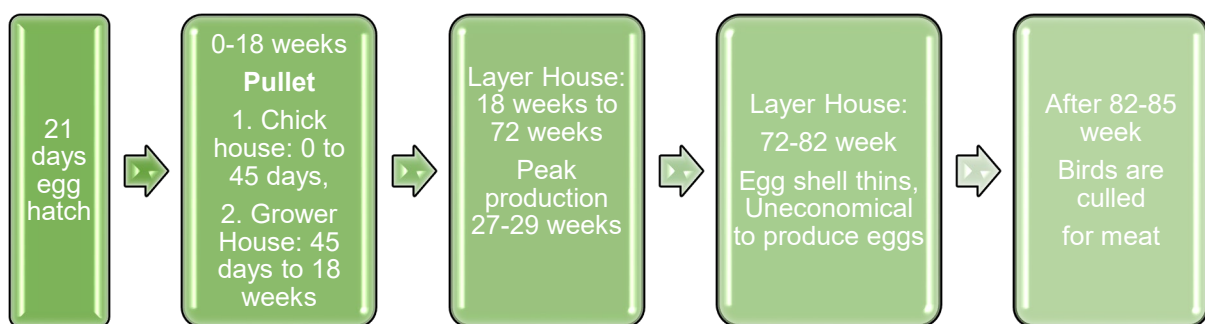 21
days
egg
hatch
0-18 weeks
Pullet
1. Chick
house: 0 to
45 days,
2. Grower
House: 45
days to 18
weeks
Layer House:
18 weeks to
72 weeks
Peak
production
27-29 weeks
Layer House:
72-82 week
Egg shell thins,
Uneconomical
to produce eggs
After 82-85
week
Birds are
culled
for meat